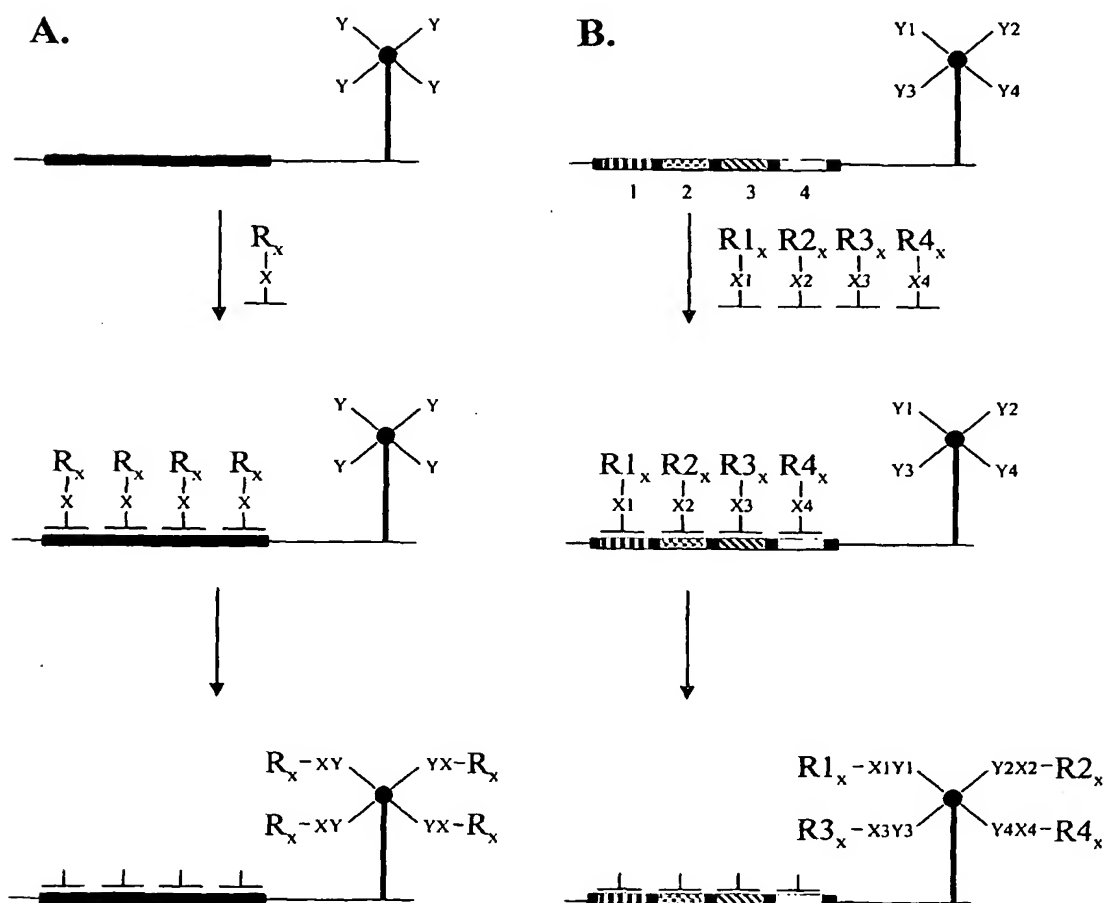 A.
Y Y
Y Y
Rx
X
Y Y
Rx Rx Rx Rx
Y Y
X X X X
Rx-XY YX-Rx
Rx-XY YX-Rx
B.
Y1 Y2
Y3 Y4
1 2 3 4
R1x R2x R3x R4x
X1 X2 X3 X4
Y1 Y2
R1x R2x R3x R4x
Y3 Y4
X1 X2 X3 X4
R1x-X1Y1 Y2X2-R2x
R3x-X3Y3 Y4X4-R4x